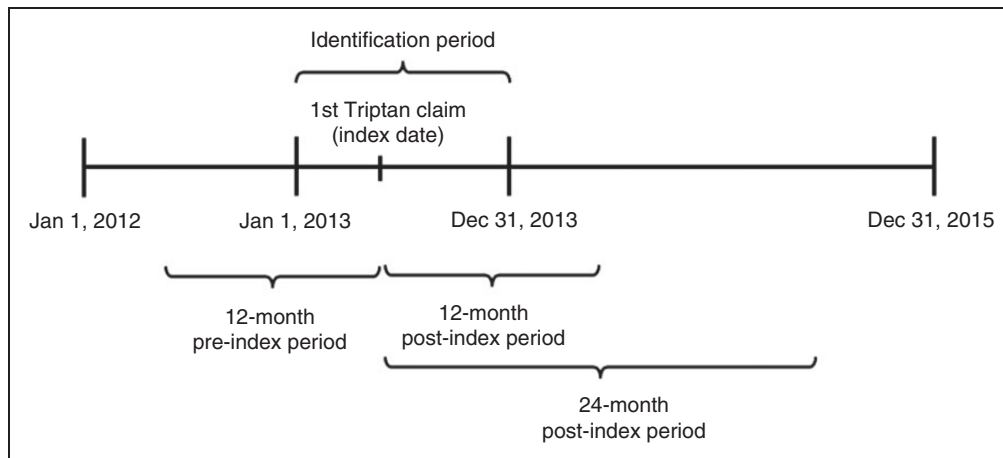 Identification period
1st Triptan claim
(index date)
Jan 1, 2012
Jan 1, 2013
Dec 31, 2013
Dec 31, 2015
12-month
pre-index period
12-month
post-index period
24-month
post-index period